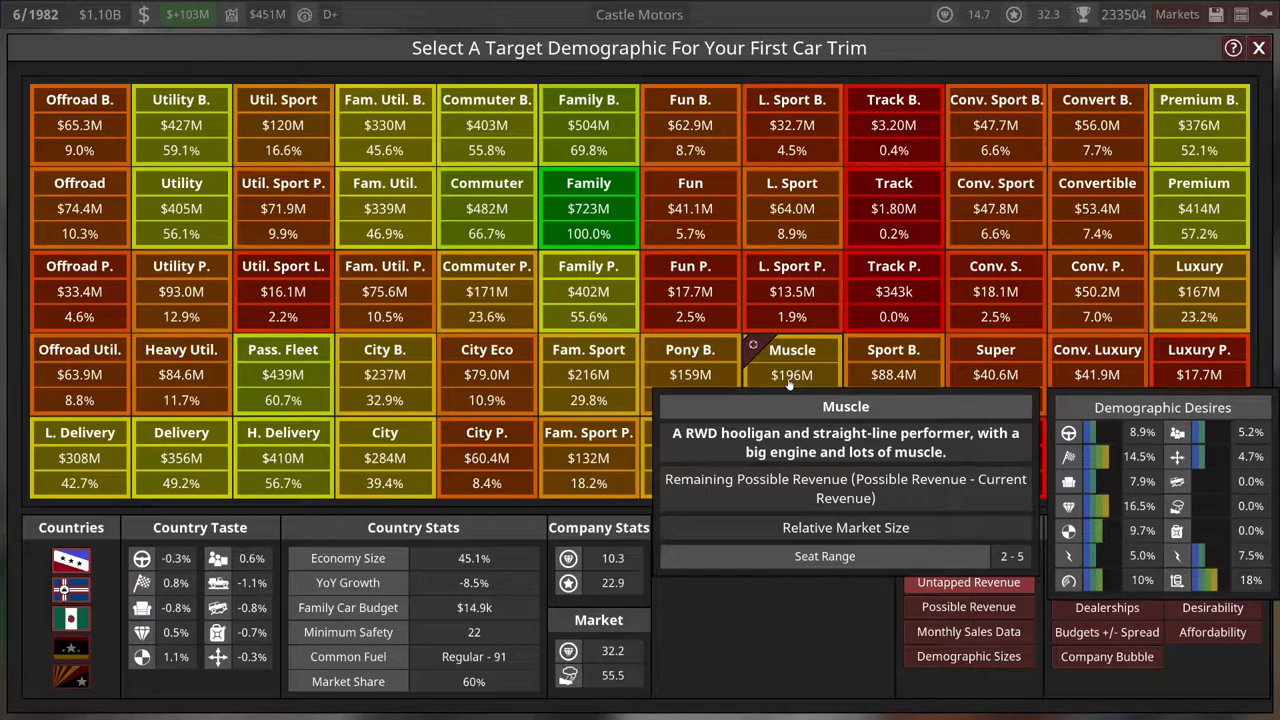 6/1982 $1.10B $ $+103M $451M D+ Castle Motors 14.7 32.3 233504 Markets
Select A Target Demographic For Your First Car Trim
Offroad B. Utility B. Util. Sport Fam. Util. B. Commuter B. Family B. Fun B. L. Sport B. Track B. Conv. Sport B. Convert B. Premium B.
$65.3M $427M $120M $330M $403M $504M $62.9M $32.7M $3.20M $47.7M $56.0M $376M
9.0% 59.1% 16.6% 45.6% 55.8% 69.8% 8.7% 4.5% 0.4% 6.6% 7.7% 52.1%
Offroad Utility Util. Sport P. Fam. Util. Commuter Family Fun L. Sport Track Conv. Sport Convertible Premium
$74.4M $405M $71.9M $339M $482M $723M $41.1M $64.0M $1.80M $47.8M $53.4M $414M
10.3% 56.1% 9.9% 46.9% 66.7% 100.0% 5.7% 8.9% 0.2% 6.6% 7.4% 57.2%
Offroad P. Utility P. Util. Sport L. Fam. Util. P. Commuter P. Family P. Fun P. L. Sport P. Track P. Conv. S. Conv. P. Luxury
$33.4M $93.0M $16.1M $75.6M $171M $402M $17.7M $13.5M $343k $18.1M $50.2M $167M
4.6% 12.9% 2.2% 10.5% 23.6% 55.6% 2.5% 1.9% 0.0% 2.5% 7.0% 23.2%
Offroad Util. Heavy Util. Pass. Fleet City B. City Eco Fam. Sport Pony B. Muscle Sport B. Super Conv. Luxury Luxury P.
$63.9M $84.6M $439M $237M $79.0M $216M $159M $196M $88.4M $40.6M $41.9M $17.7M
8.8% 11.7% 60.7% 32.9% 10.9% 29.8%
L. Delivery Delivery H. Delivery City City P. Fam. Sport P.
$308M $356M $410M $284M $60.4M $132M
42.7% 49.2% 56.7% 39.4% 8.4% 18.2%
Muscle
A RWD hooligan and straight-line performer, with a
big engine and lots of muscle.
Remaining Possible Revenue (Possible Revenue - Current
Revenue)
Relative Market Size
Seat Range 2 - 5
Demographic Desires
8.9% 5.2%
14.5% 4.7%
7.9% 0.0%
16.5% 0.0%
9.7% 0.0%
5.0% 7.5%
10% 18%
Countries Country Taste Country Stats Company Stats
-0.3% 0.6% Economy Size 45.1% 10.3
0.8% -1.1% YoY Growth -8.5% 22.9
-0.8% -0.8% Family Car Budget $14.9k
0.5% -0.7% Minimum Safety 22 Market
1.1% -0.3% Common Fuel Regular - 91 32.2
Market Share 60% 55.5
Untapped Revenue
Possible Revenue Dealerships Desirability
Monthly Sales Data Budgets +/- Spread Affordability
Demographic Sizes Company Bubble